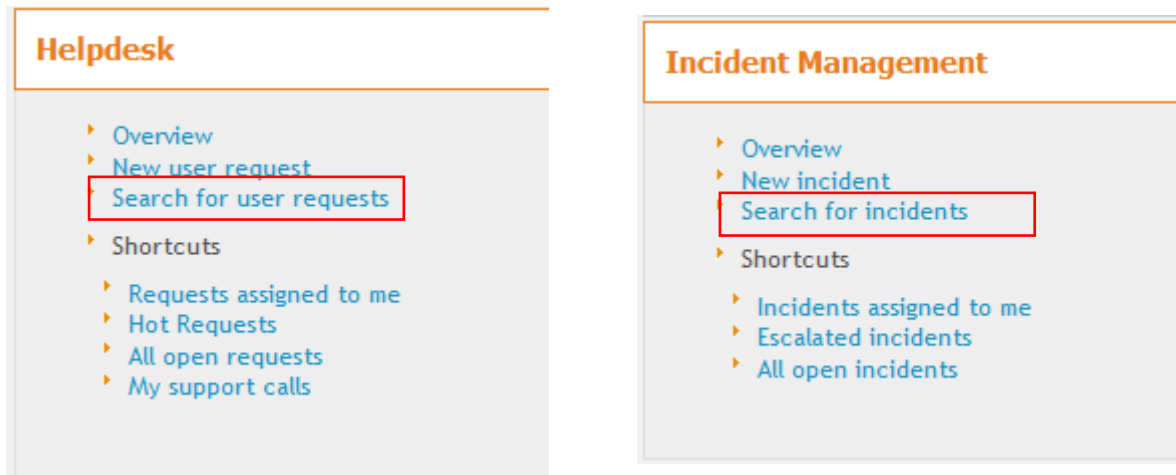 Helpdesk
Overview
New user request
Search for user requests
Shortcuts
Requests assigned to me
Hot Requests
All open requests
My support calls
Incident Management
Overview
New incident
Search for incidents
Shortcuts
Incidents assigned to me
Escalated incidents
All open incidents